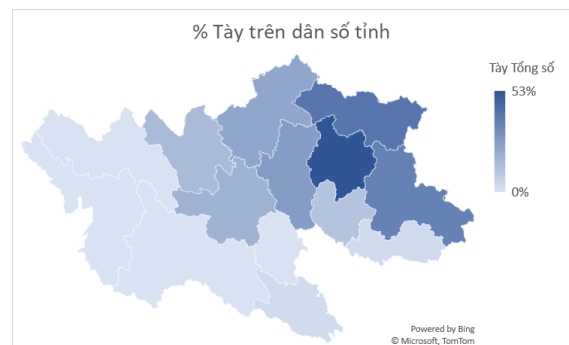 % Tày trên dân số tỉnh
Tày Tổng số
53%
0%
Powered by Bing
© Microsoft, TomTom